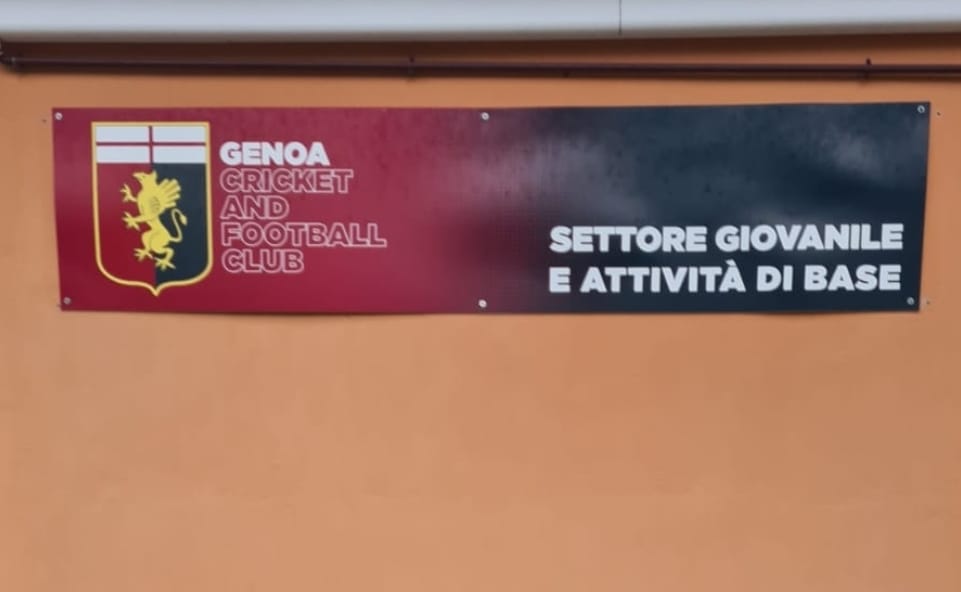 GENOA
CRICKET
AND
FOOTBALL
CLUB
SETTORE GIOVANILE
E ATTIVITÀ DI BASE